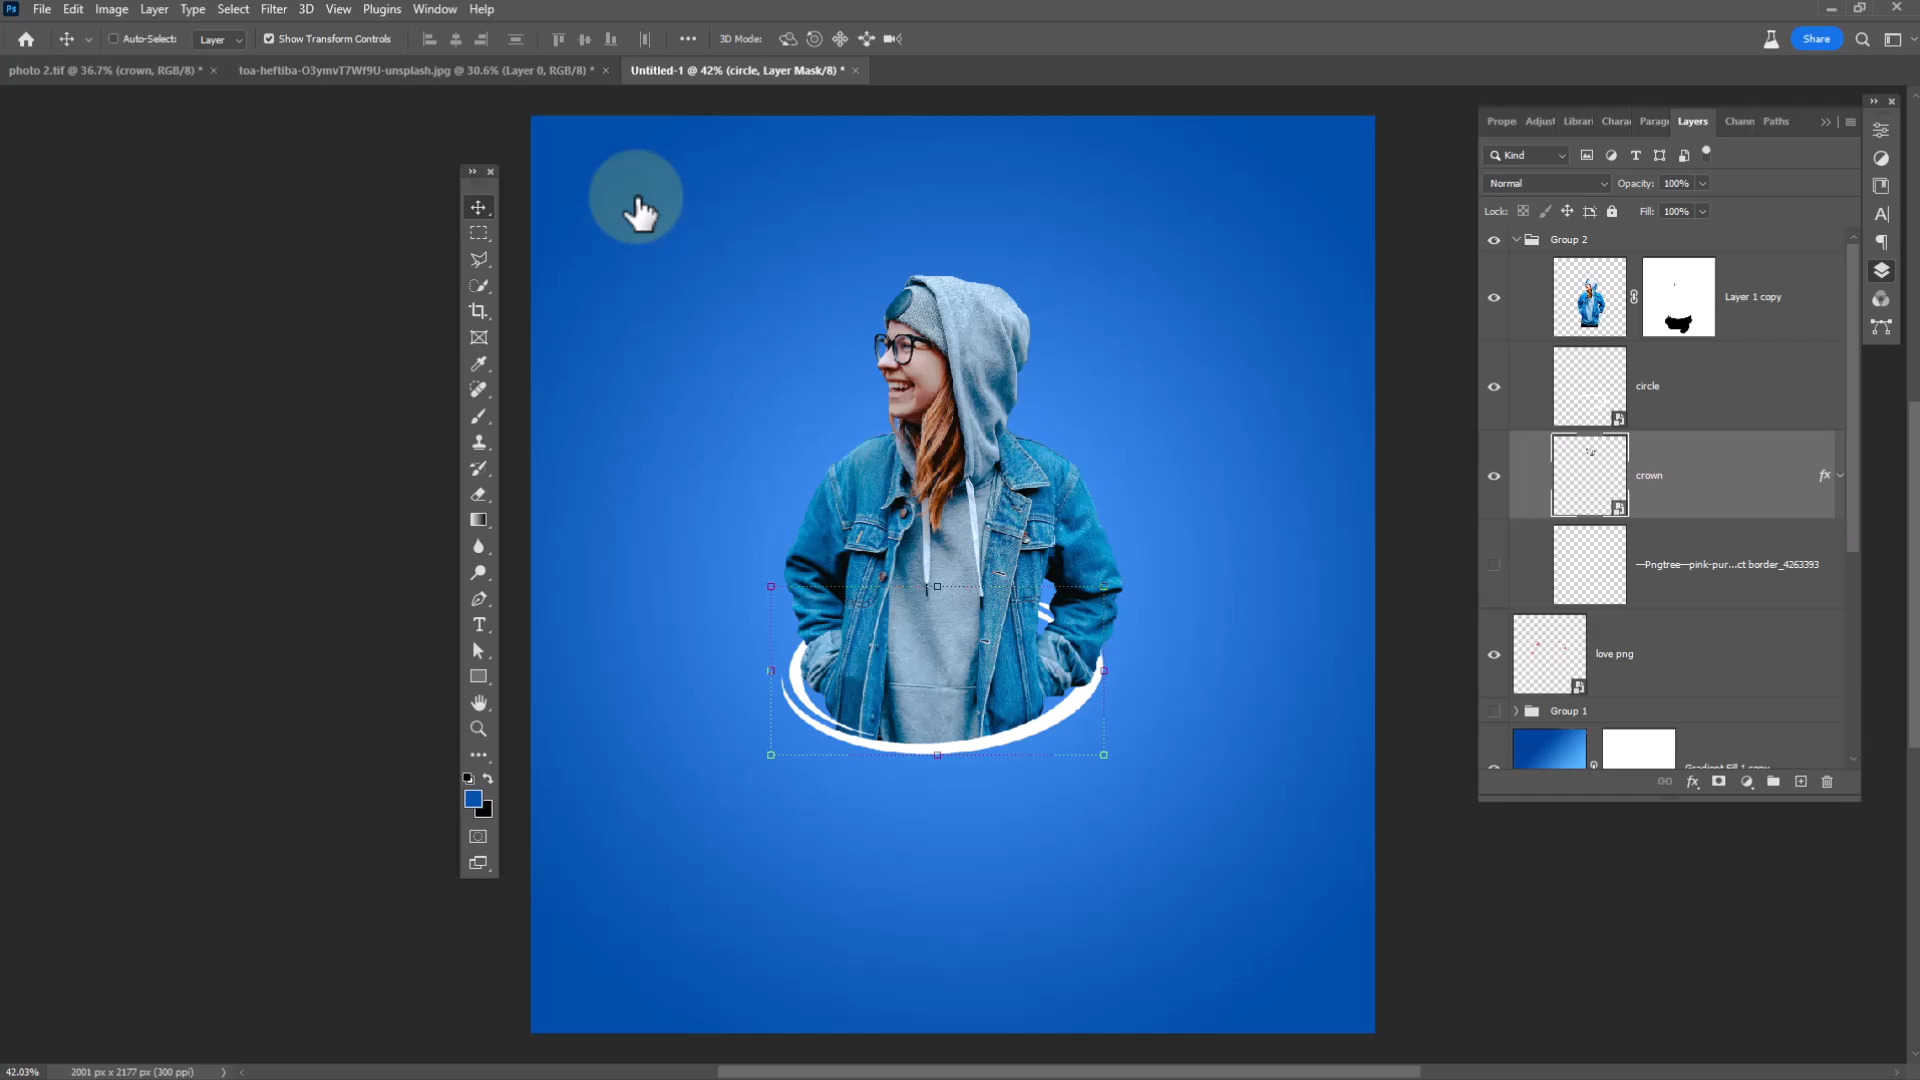 Ps File Edit Image Layer Type Select Filter 3D View Plugins Window Help
Auto-Select: Layer Show Transform Controls 3D Mode: Share
photo 2.tif @ 36.7% (crown, RGB/8) * × toa-heftiba-O3ymvT7Wf9U-unsplash.jpg @ 30.6% (Layer 0, RGB/8) * × Untitled-1 @ 42% (circle, Layer Mask/8) * ×
Prope Adjust Librari Chara Parag Layers Chann Paths
Kind
Normal Opacity: 100%
Lock: Fill: 100%
Group 2
Layer 1 copy
circle
crown fx
—Pngtree—pink-pur...ct border_4263393
love png
Group 1
Gradient Fill 1 copy
fx
42.03% 2001 px x 2177 px (300 ppi)